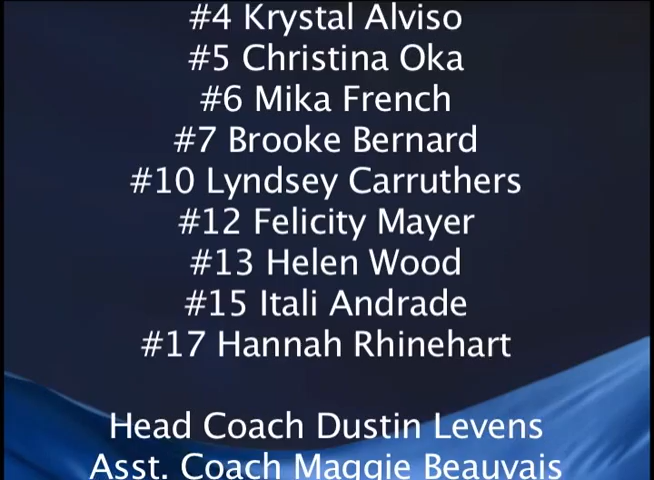 #4 Krystal Alviso
#5 Christina Oka
#6 Mika French
#7 Brooke Bernard
#10 Lyndsey Carruthers
#12 Felicity Mayer
#13 Helen Wood
#15 Itali Andrade
#17 Hannah Rhinehart
Head Coach Dustin Levens
Asst. Coach Maggie Beauvais